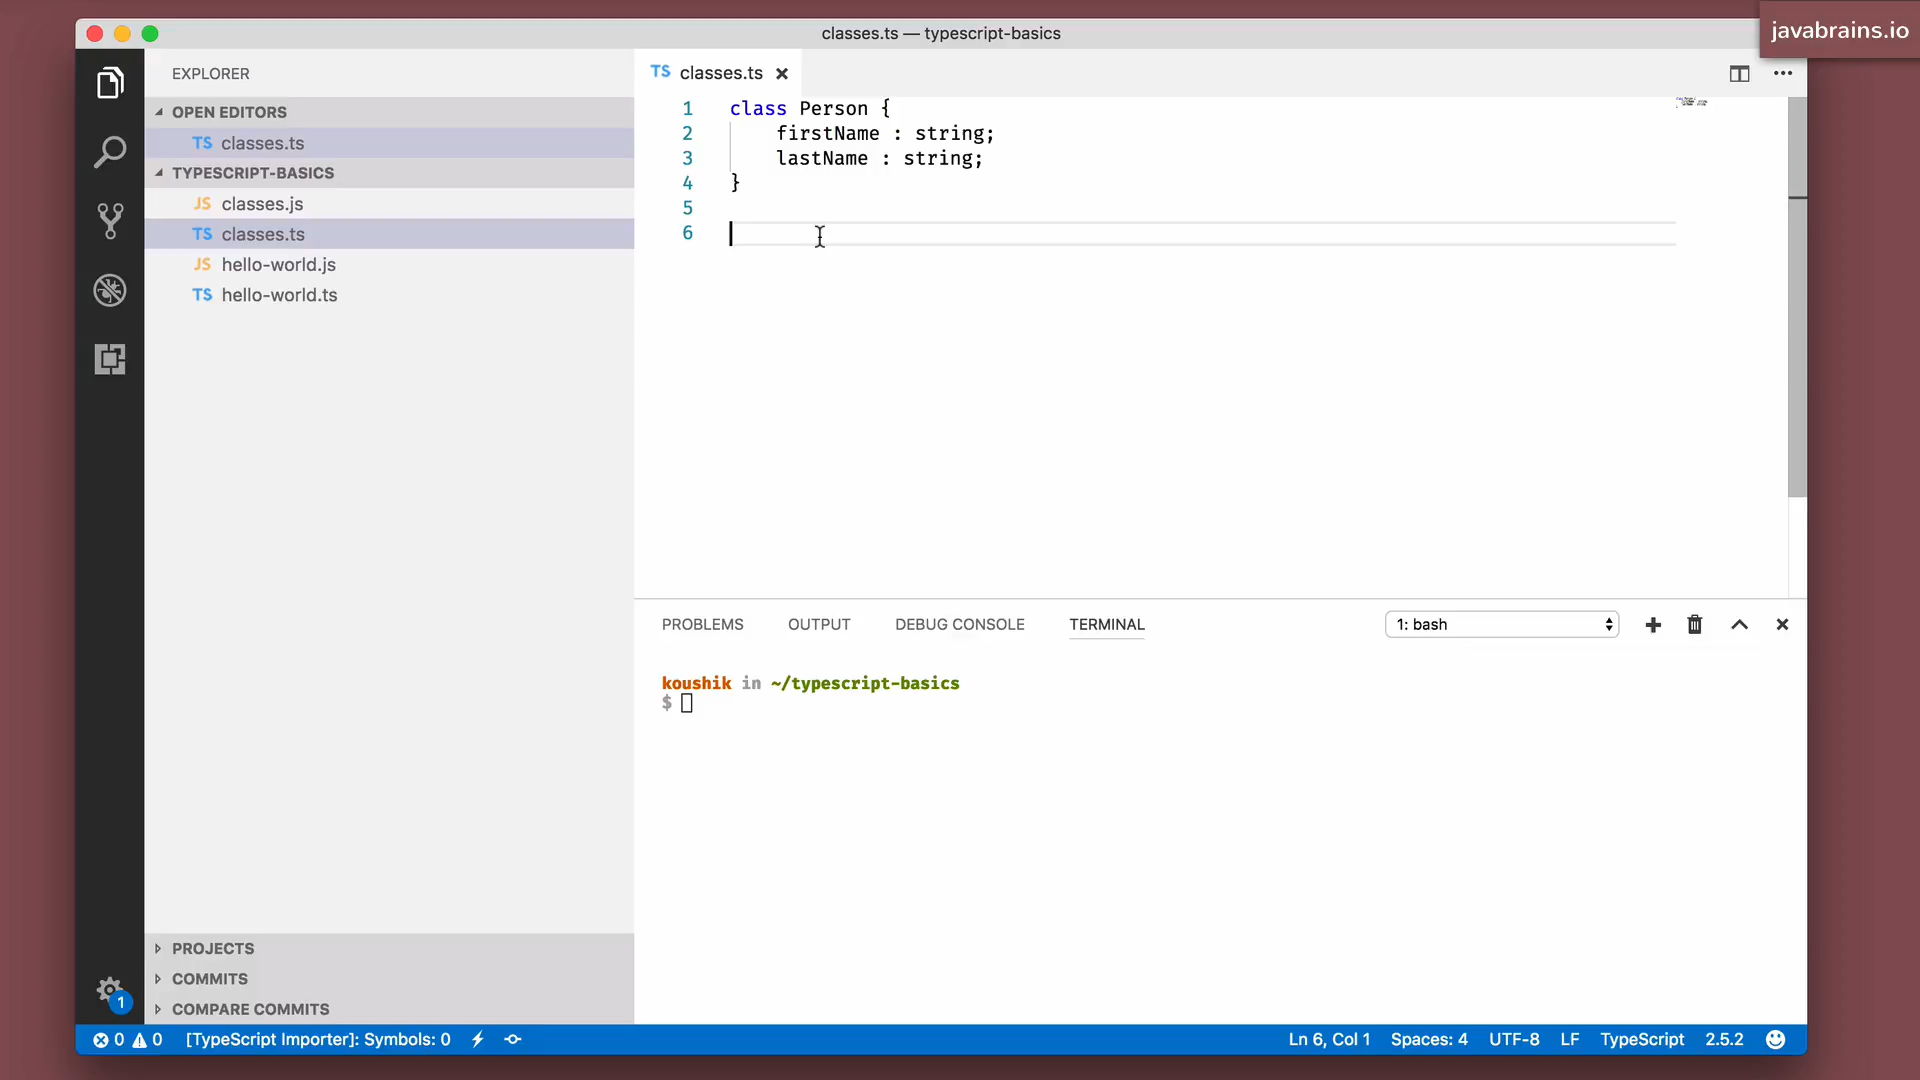 classes.ts — typescript-basics
javabrains.io
EXPLORER
OPEN EDITORS
TS classes.ts
TYPESCRIPT-BASICS
JS classes.js
TS classes.ts
JS hello-world.js
TS hello-world.ts
PROJECTS
COMMITS
COMPARE COMMITS
1
TS classes.ts
1 class Person {
2 firstName : string;
3 lastName : string;
4 }
5
6
PROBLEMS OUTPUT DEBUG CONSOLE TERMINAL 1: bash
koushik in ~/typescript-basics
$
0 0 [TypeScript Importer]: Symbols: 0 Ln 6, Col 1 Spaces: 4 UTF-8 LF TypeScript 2.5.2